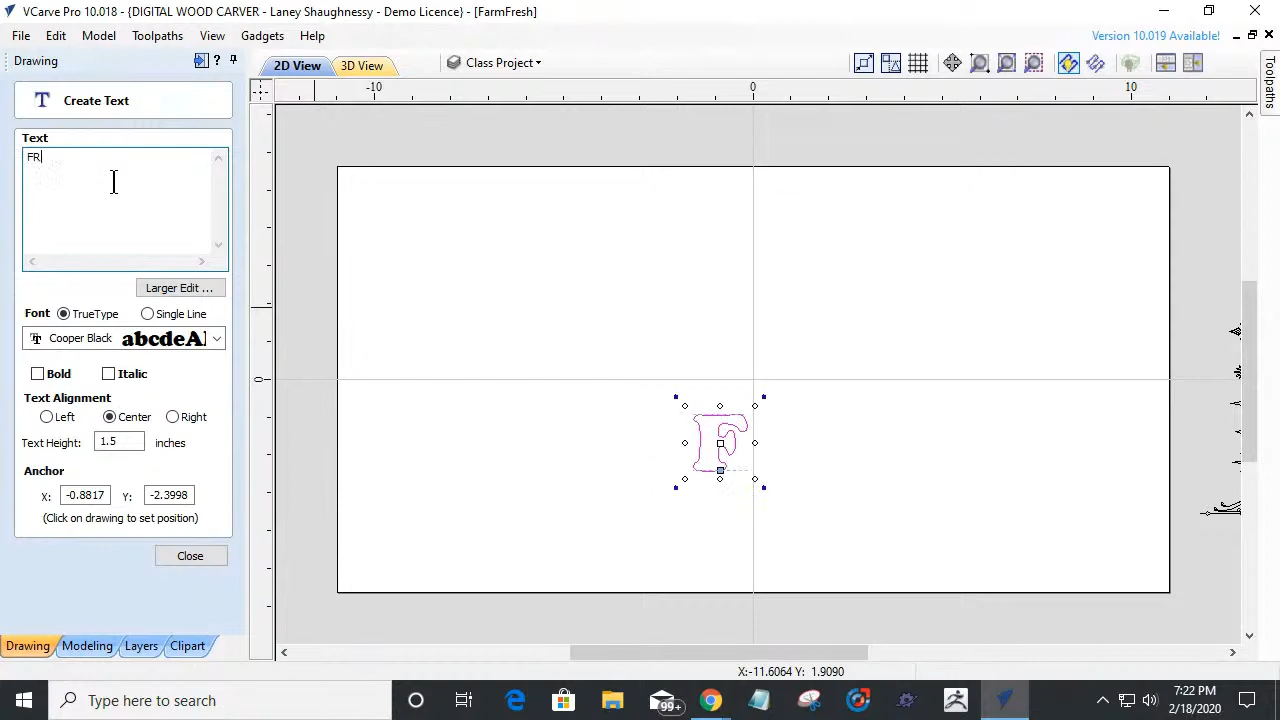 VCarve Pro 10.018 - {DIGITAL WOOD CARVER - Laney Shaughnessy - Demo Licence} - [FarmFresh]
File Edit Model Toolpaths View Gadgets Help
Version 10.019 Available!
Drawing
2D View
3D View
Class Project
Toolpaths
Create Text
-10 0 10
Text
FR
0
F
Larger Edit ...
Font TrueType Single Line
Cooper Black abcdeA
Bold Italic
Text Alignment
Left Center Right
Text Height: 1.5 inches
Anchor
X: -0.8817 Y: -2.3998
(Click on drawing to set position)
Close
Drawing Modeling Layers Clipart
X:-11.6064 Y: 1.9090
Type here to search
99+
7:22 PM
2/18/2020